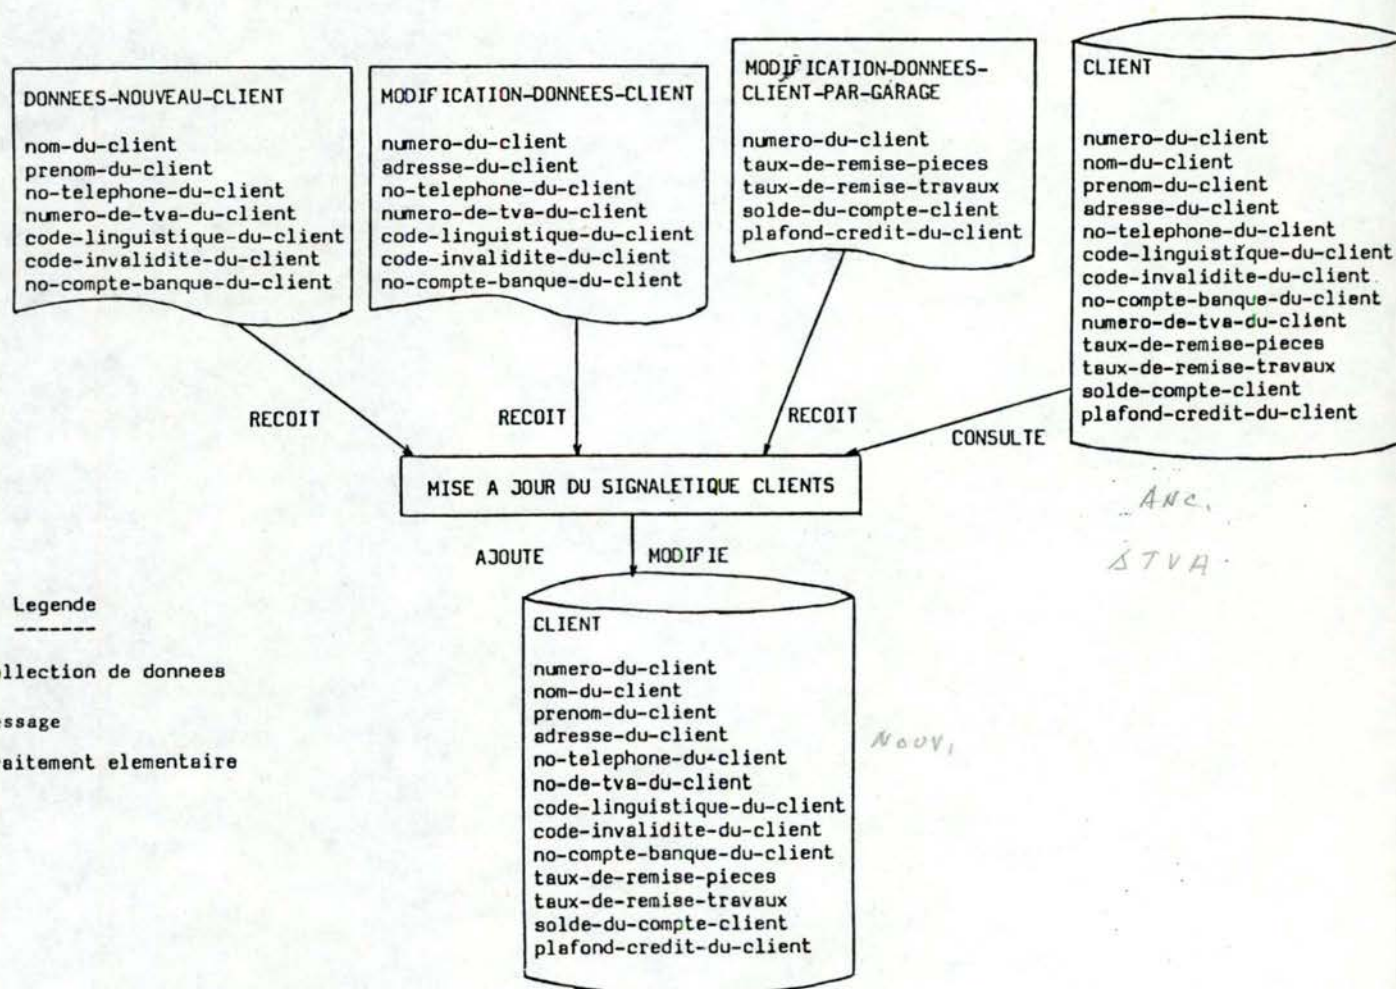 DONNEES-NOUVEAU-CLIENT
nom-du-client
prenom-du-client
no-telephone-du-client
numero-de-tva-du-client
code-linguistique-du-client
code-invalidite-du-client
no-compte-banque-du-client
MODIFICATION-DONNEES-CLIENT
numero-du-client
adresse-du-client
no-telephone-du-client
numero-de-tva-du-client
code-linguistique-du-client
code-invalidite-du-client
no-compte-banque-du-client
MODIFICATION-DONNEES-
CLIENT-PAR-GARAGE
numero-du-client
taux-de-remise-pieces
taux-de-remise-travaux
solde-du-compte-client
plafond-credit-du-client
CLIENT
numero-du-client
nom-du-client
prenom-du-client
adresse-du-client
no-telephone-du-client
code-linguistique-du-client
code-invalidite-du-client
no-compte-banque-du-client
numero-de-tva-du-client
taux-de-remise-pieces
taux-de-remise-travaux
solde-compte-client
plafond-credit-du-client
RECOIT
RECOIT
RECOIT
CONSULTE
MISE A JOUR DU SIGNALETIQUE CLIENTS
ANC.
STVA
AJOUTE
MODIFIE
Legende
-------
ollection de donnees
essage
raitement elementaire
CLIENT
numero-du-client
nom-du-client
prenom-du-client
adresse-du-client
no-telephone-du-client
no-de-tva-du-client
code-linguistique-du-client
code-invalidite-du-client
no-compte-banque-du-client
taux-de-remise-pieces
taux-de-remise-travaux
solde-du-compte-client
plafond-credit-du-client
NOUV.